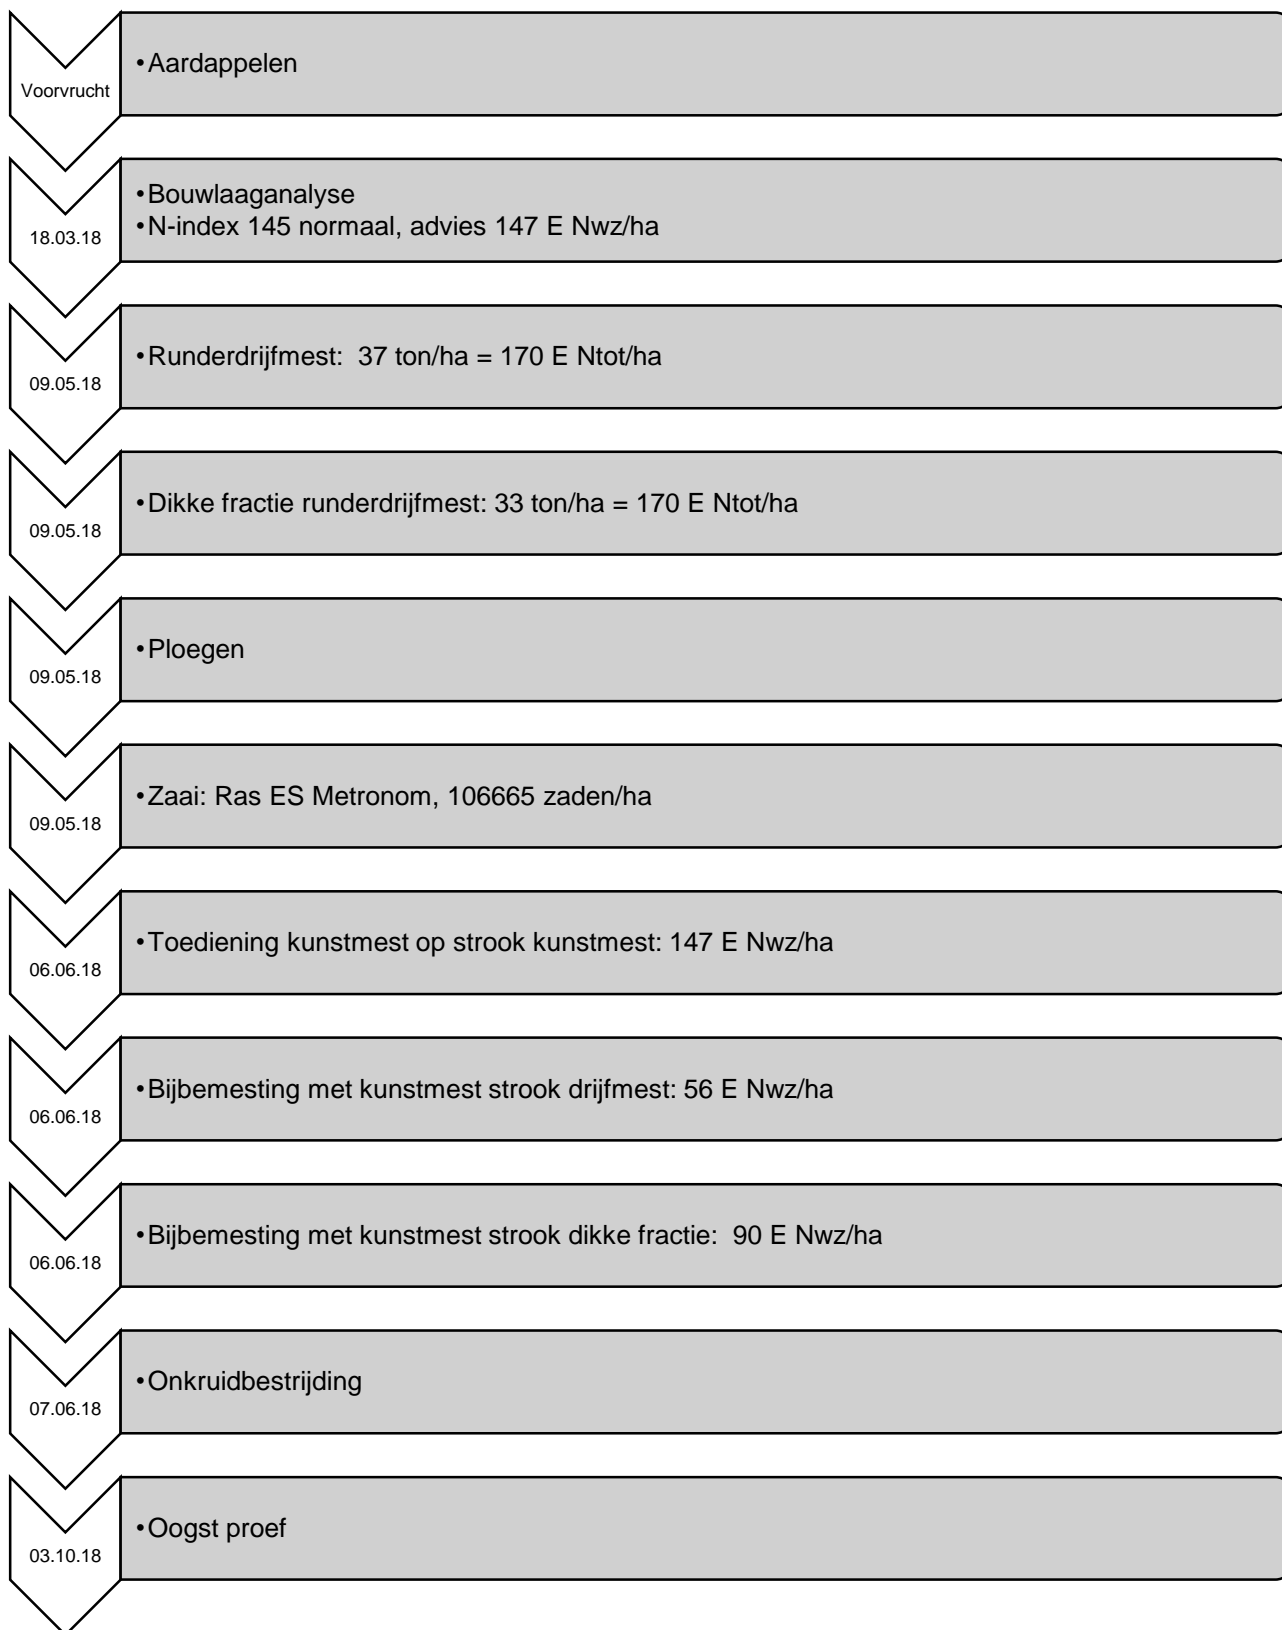 Voorvrucht
•Aardappelen
18.03.18
•Bouwlaaganalyse
•N-index 145 normaal, advies 147 E Nwz/ha
09.05.18
•Runderdrijfmest:  37 ton/ha = 170 E Ntot/ha
09.05.18
•Dikke fractie runderdrijfmest: 33 ton/ha = 170 E Ntot/ha
09.05.18
•Ploegen
09.05.18
•Zaai: Ras ES Metronom, 106665 zaden/ha
06.06.18
•Toediening kunstmest op strook kunstmest: 147 E Nwz/ha
06.06.18
•Bijbemesting met kunstmest strook drijfmest: 56 E Nwz/ha
06.06.18
•Bijbemesting met kunstmest strook dikke fractie:  90 E Nwz/ha
07.06.18
•Onkruidbestrijding
03.10.18
•Oogst proef